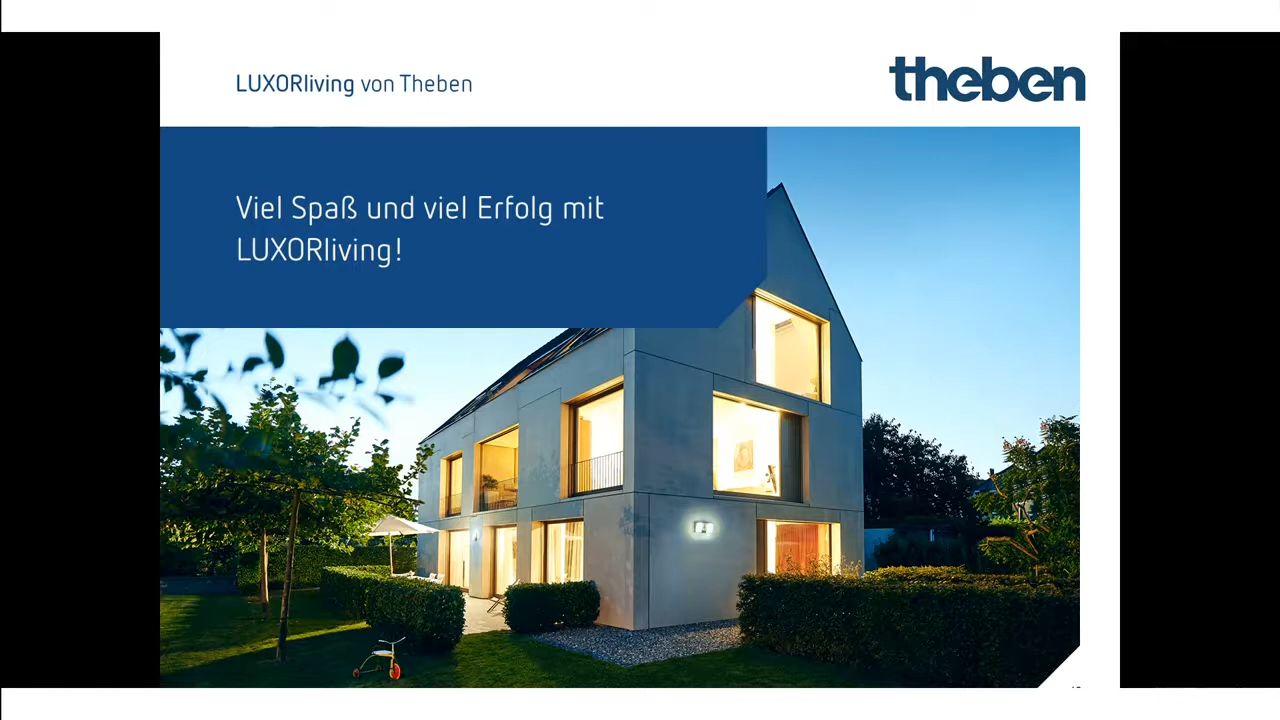 LUXORliving von Theben
theben
Viel Spaß und viel Erfolg mit
LUXORliving!